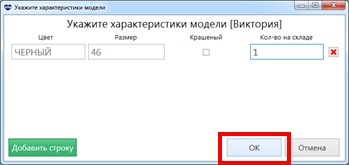 Укажите характеристики модели
Укажите характеристики модели [Виктория]
Цвет Размер Крашеный Кол-во на складе
ЧЕРНЫЙ 46 1
Добавить строку ОК Отмена